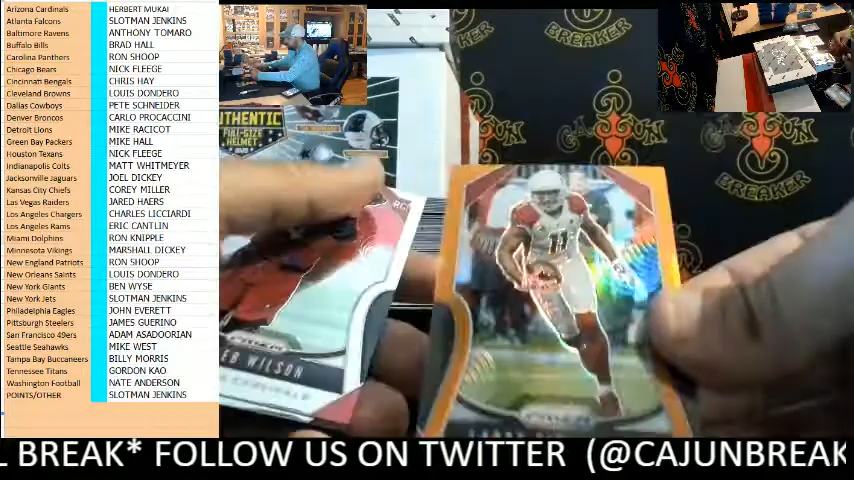 Arizona Cardinals HERBERT MUKAI
Atlanta Falcons SLOTMAN JENKINS
Baltimore Ravens ANTHONY TOMARO
Buffalo Bills BRAD HALL
Carolina Panthers RON SHOOP
Chicago Bears NICK FLEEGE
Cincinnati Bengals CHRIS HAY
Cleveland Browns LOUIS DONDERO
Dallas Cowboys PETE SCHNEIDER
Denver Broncos CARLO PROCACCINI
Detroit Lions MIKE RACICOT
Green Bay Packers MIKE HALL
Houston Texans NICK FLEEGE
Indianapolis Colts MATT WHITMEYER
Jacksonville Jaguars JOEL DICKEY
Kansas City Chiefs COREY MILLER
Las Vegas Raiders JARED HAERS
Los Angeles Chargers CHARLES LICCIARDI
Los Angeles Rams ERIC CANTLIN
Miami Dolphins RON KNIPPLE
Minnesota Vikings MARSHALL DICKEY
New England Patriots RON SHOOP
New Orleans Saints LOUIS DONDERO
New York Giants BEN WYSE
New York Jets SLOTMAN JENKINS
Philadelphia Eagles JOHN EVERETT
Pittsburgh Steelers JAMES GUERINO
San Francisco 49ers ADAM ASADOORIAN
Seattle Seahawks MIKE WEST
Tampa Bay Buccaneers BILLY MORRIS
Tennessee Titans GORDON KAO
Washington Football NATE ANDERSON
POINTS/OTHER SLOTMAN JENKINS
BREAKER
CAJUN
BREAKER
CAJUN
BREAKER
UTHENTIC
FULL-SIZE
HELMET
11
PRIZM
EB WILSON
PRIZM
L BREAK* FOLLOW US ON TWITTER (@CAJUNBREAK